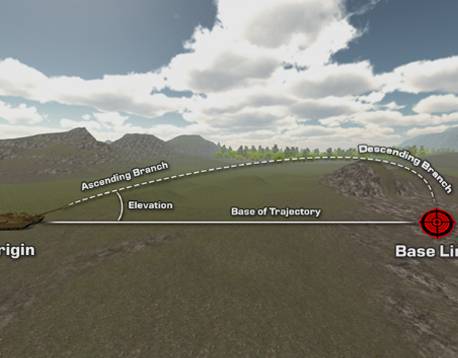 Ascending Branch
Descending Branch
Elevation
Base of Trajectory
rigin
Base Lin